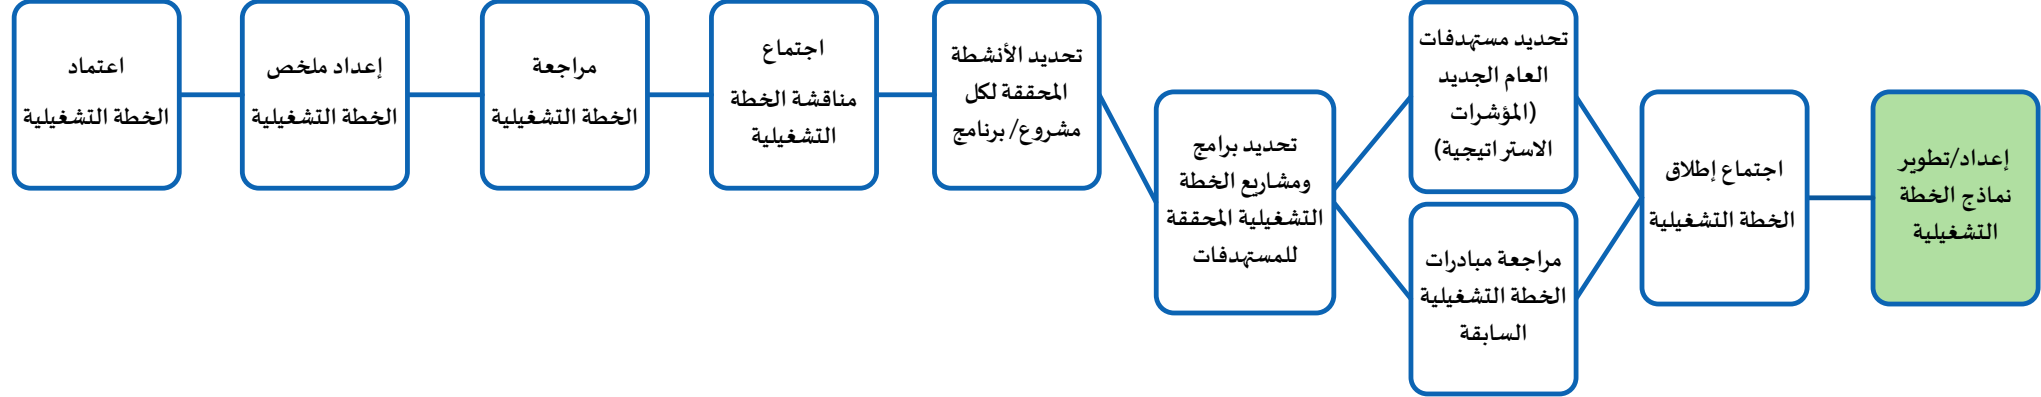 إعداد/تطوير
نماذج الخطة
التشغيلية
اجتماع إطلاق
الخطة التشغيلية
تحديد مستهدفات
العام الجديد
(المؤشرات
الاستراتيجية)
مراجعة مبادرات
الخطة التشغيلية
السابقة
تحديد برامج
ومشاريع الخطة
التشغيلية المحققة
للمستهدفات
تحديد الأنشطة
المحققة لكل
مشروع/ برنامج
اجتماع
مناقشة الخطة
التشغيلية
مراجعة
الخطة التشغيلية
إعداد ملخص
الخطة التشغيلية
اعتماد
الخطة التشغيلية